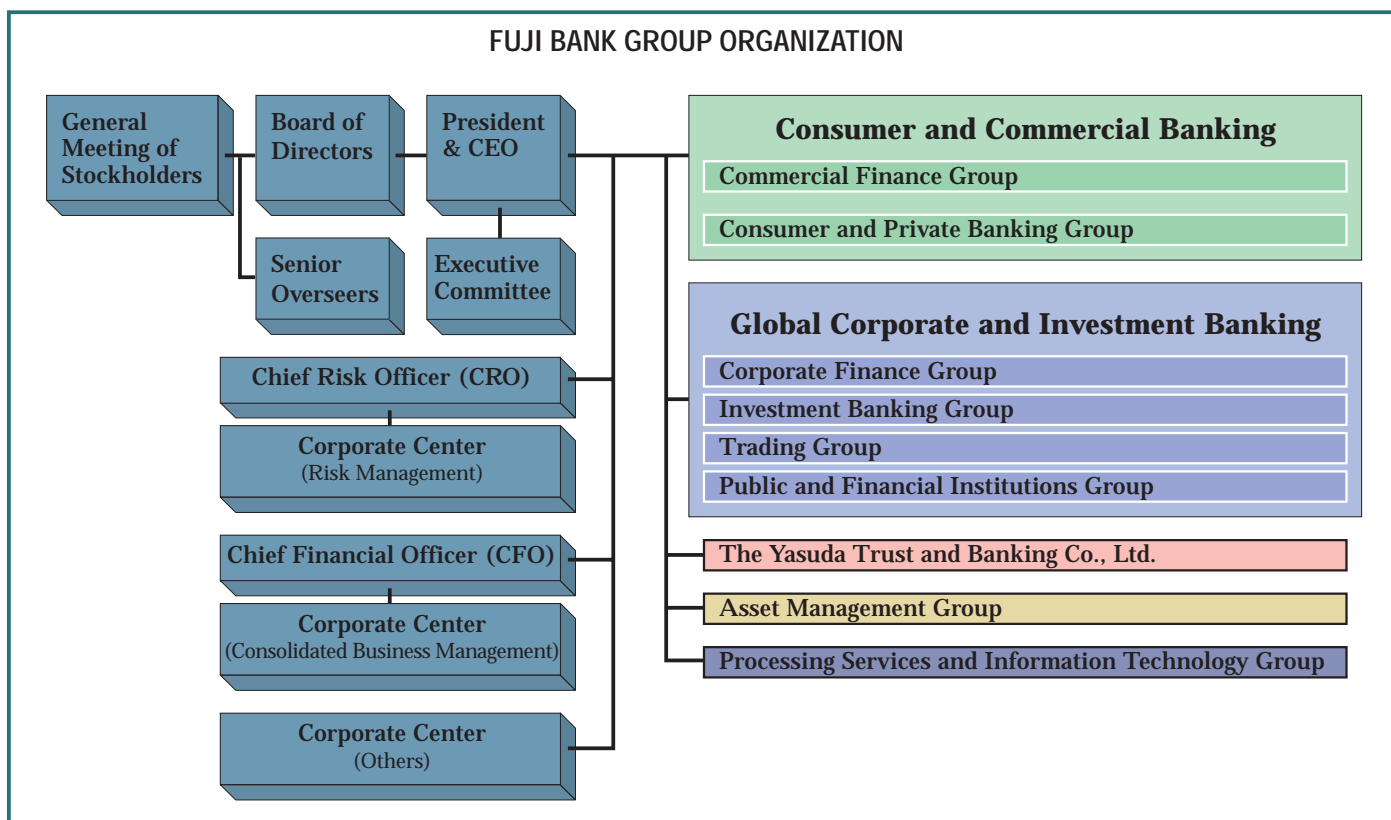 FUJI BANK GROUP ORGANIZATION
General
Meeting of
Stockholders
Board of
Directors
President
& CEO
Senior
Overseers
Executive
Committee
Chief Risk Officer (CRO)
Corporate Center
(Risk Management)
Chief Financial Officer (CFO)
Corporate Center
(Consolidated Business Management)
Corporate Center
(Others)
Consumer and Commercial Banking
Commercial Finance Group
Consumer and Private Banking Group
Global Corporate and Investment Banking
Corporate Finance Group
Investment Banking Group
Trading Group
Public and Financial Institutions Group
The Yasuda Trust and Banking Co., Ltd.
Asset Management Group
Processing Services and Information Technology Group